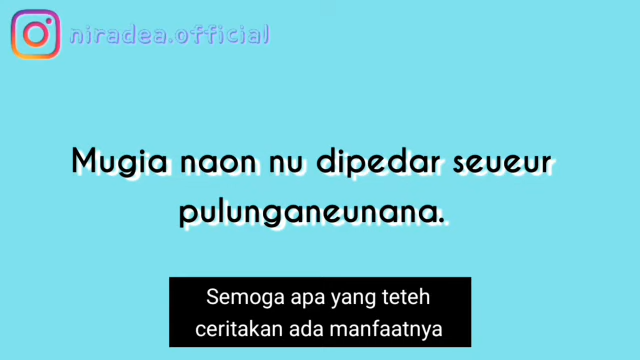 niradea.official
Mugia naon nu dipedar seueur
pulunganeunana.
Semoga apa yang teteh
ceritakan ada manfaatnya